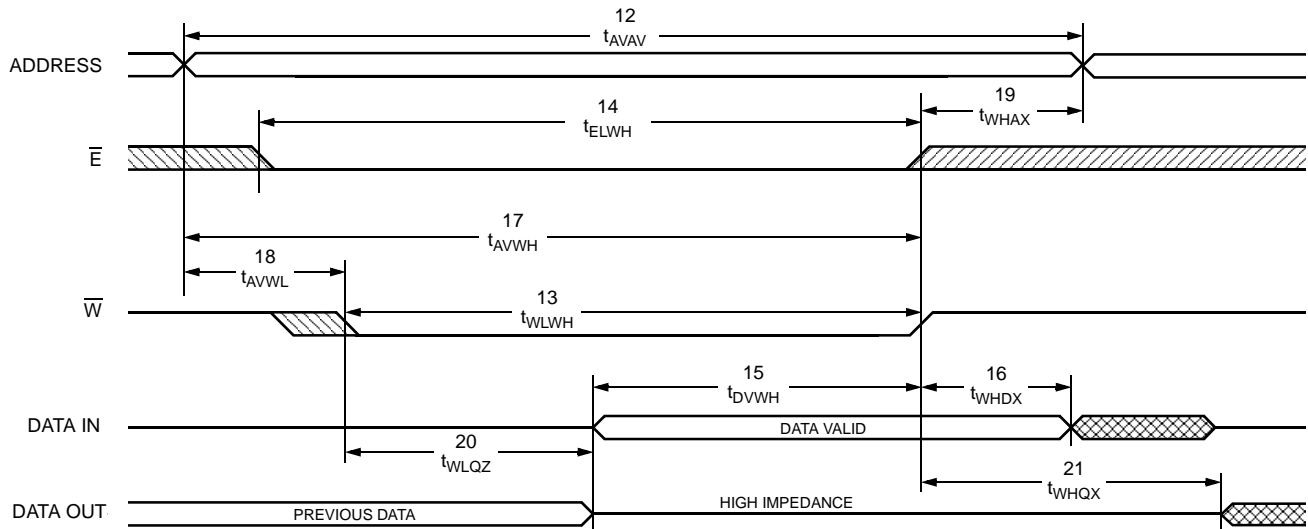 12
tAVAV
ADDRESS
14
tELWH
19
tWHAX
E
17
tAVWH
18
tAVWL
W
13
tWLWH
15
tDVWH
16
tWHDX
DATA IN
DATA VALID
20
tWLQZ
21
tWHQX
DATA OUT
PREVIOUS DATA
HIGH IMPEDANCE